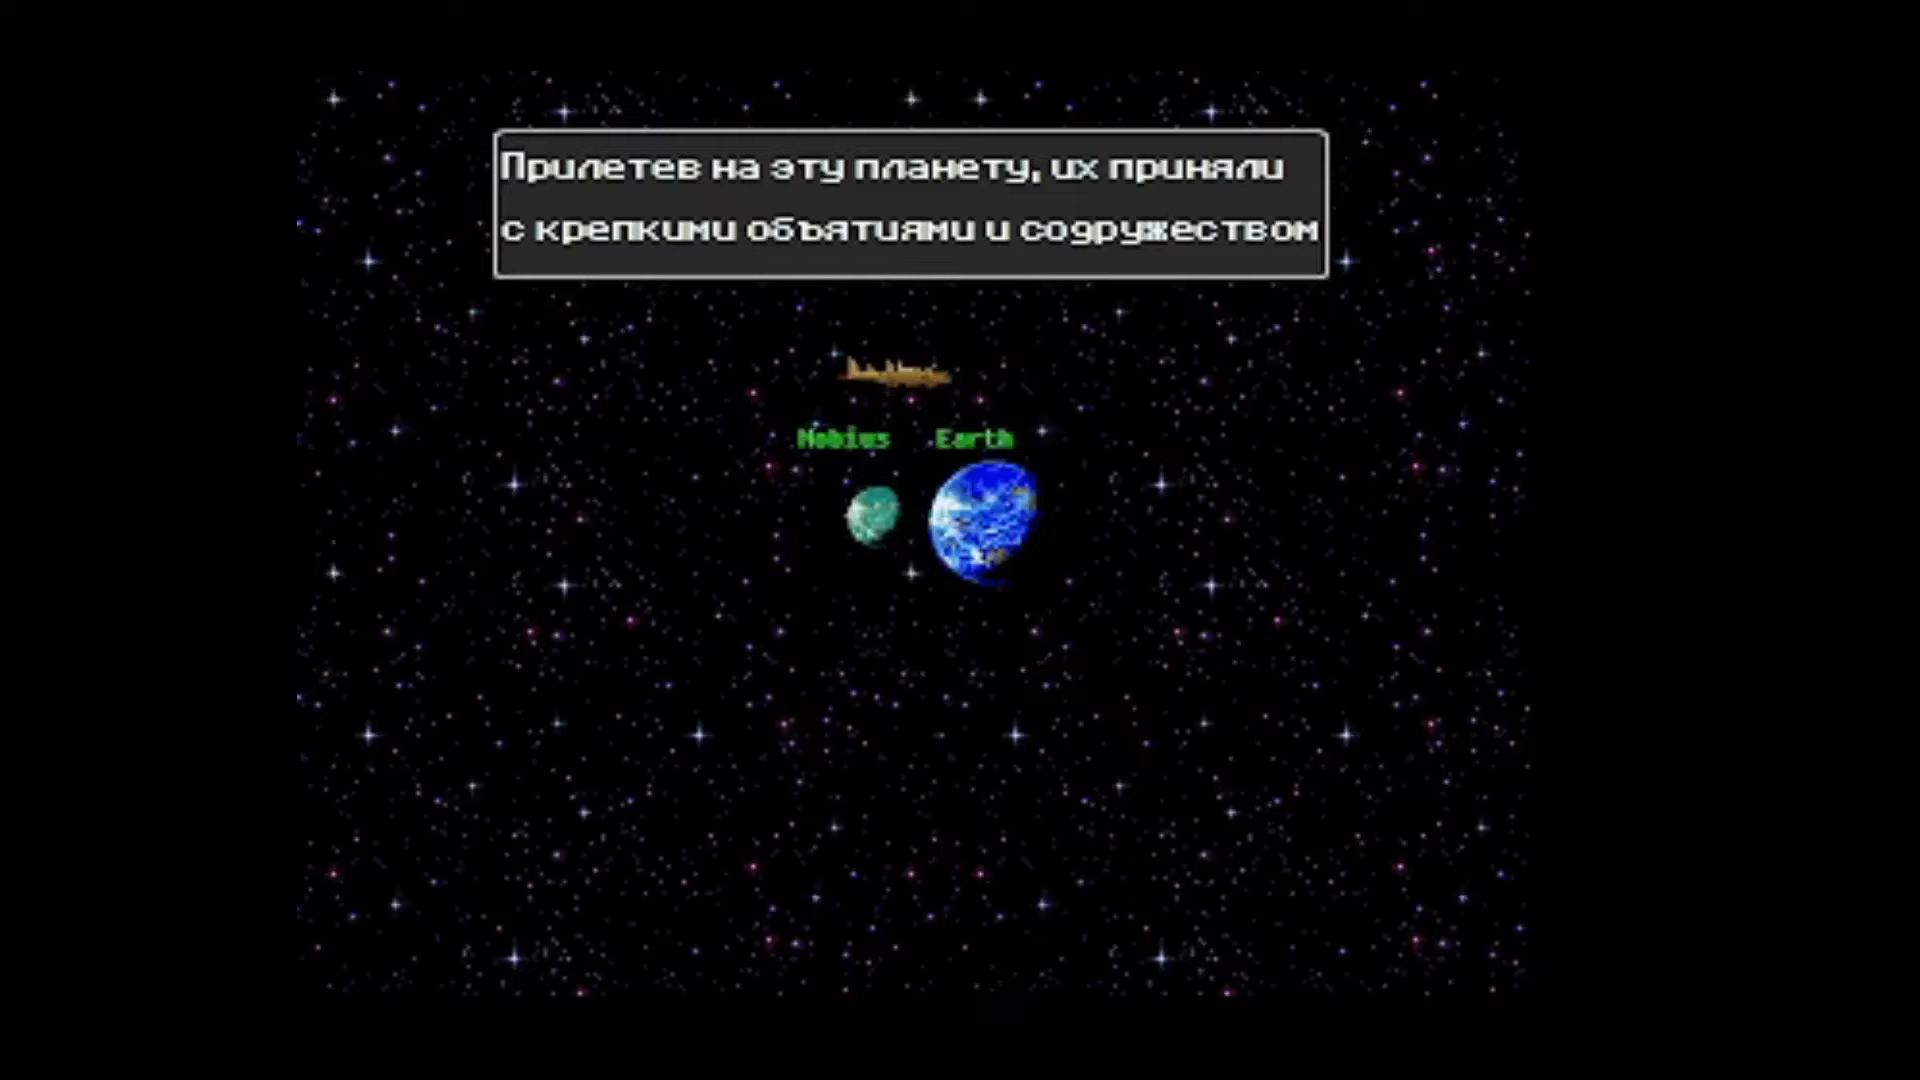 Прилетев на эту планету, их приняли
с крепкими объятиями и содружеством
Mobius Earth